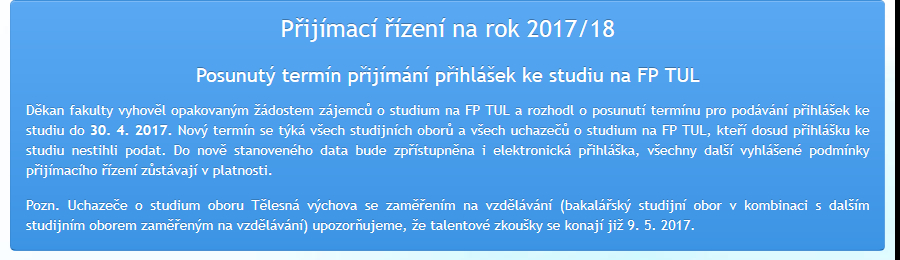 Přijímací řízení na rok 2017/18
Posunutý termín přijímání přihlášek ke studiu na FP TUL
Děkan fakulty vyhověl opakovaným žádostem zájemců o studium na FP TUL a rozhodl o posunutí termínu pro podávání přihlášek ke
studiu do 30. 4. 2017. Nový termín se týká všech studijních oborů a všech uchazečů o studium na FP TUL, kteří dosud přihlášku ke
studiu nestihli podat. Do nově stanoveného data bude zpřístupněna i elektronická přihláška, všechny další vyhlášené podmínky
přijímacího řízení zůstávají v platnosti.
Pozn. Uchazeče o studium oboru Tělesná výchova se zaměřením na vzdělávání (bakalářský studijní obor v kombinaci s dalším
studijním oborem zaměřeným na vzdělávání) upozorňujeme, že talentové zkoušky se konají již 9. 5. 2017.